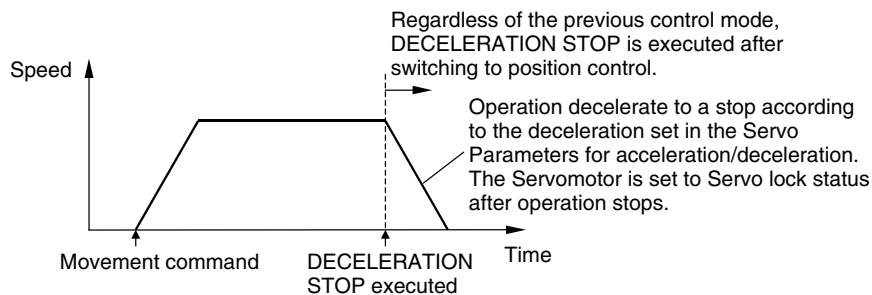 Regardless of the previous control mode,
DECELERATION STOP is executed after
switching to position control.
Speed
Operation decelerate to a stop according
to the deceleration set in the Servo
Parameters for acceleration/deceleration.
The Servomotor is set to Servo lock status
after operation stops.
Time
Movement command
DECELERATION
STOP executed